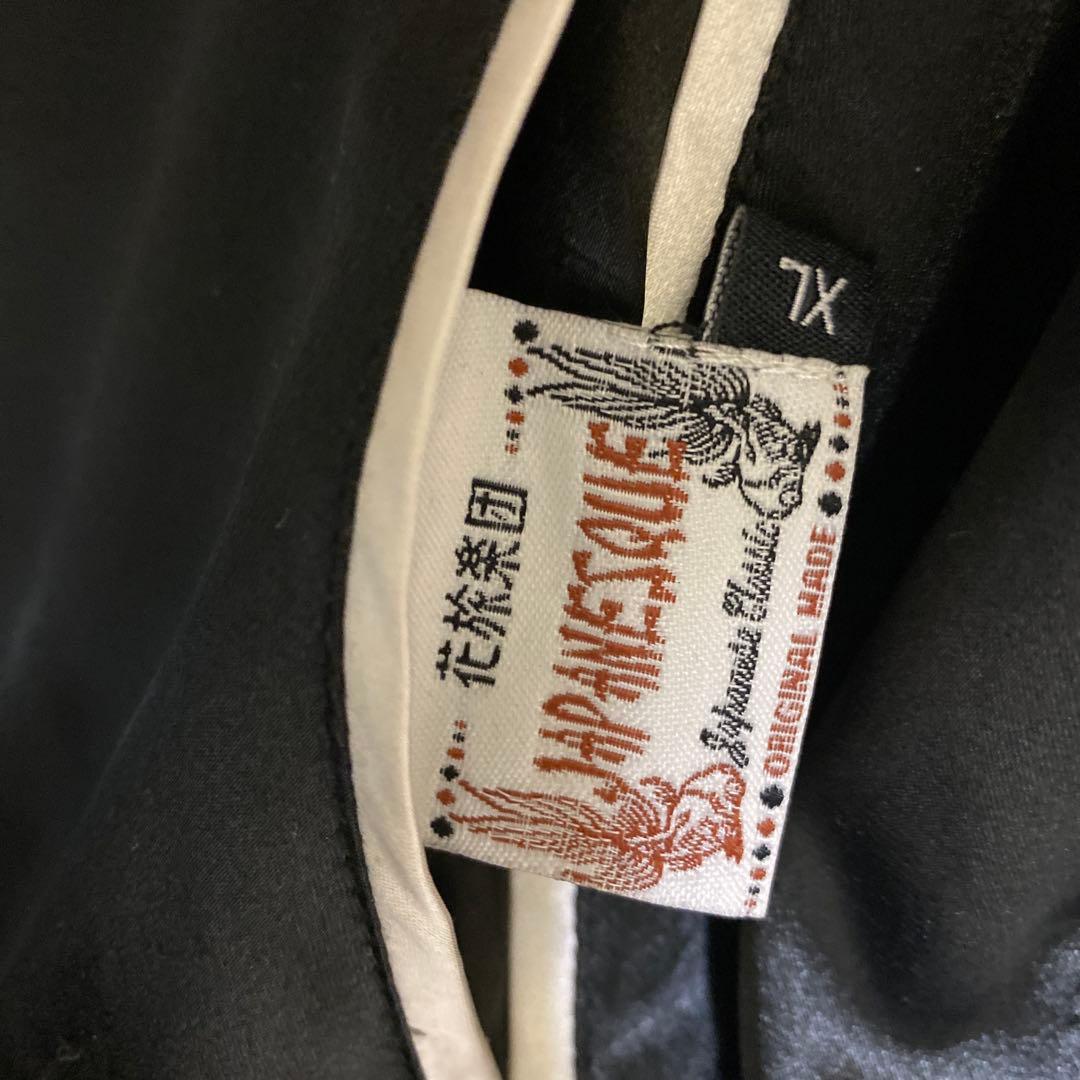 XL
花旅楽団
JAPANESQUE
Japanese Classic
ORIGINAL MADE